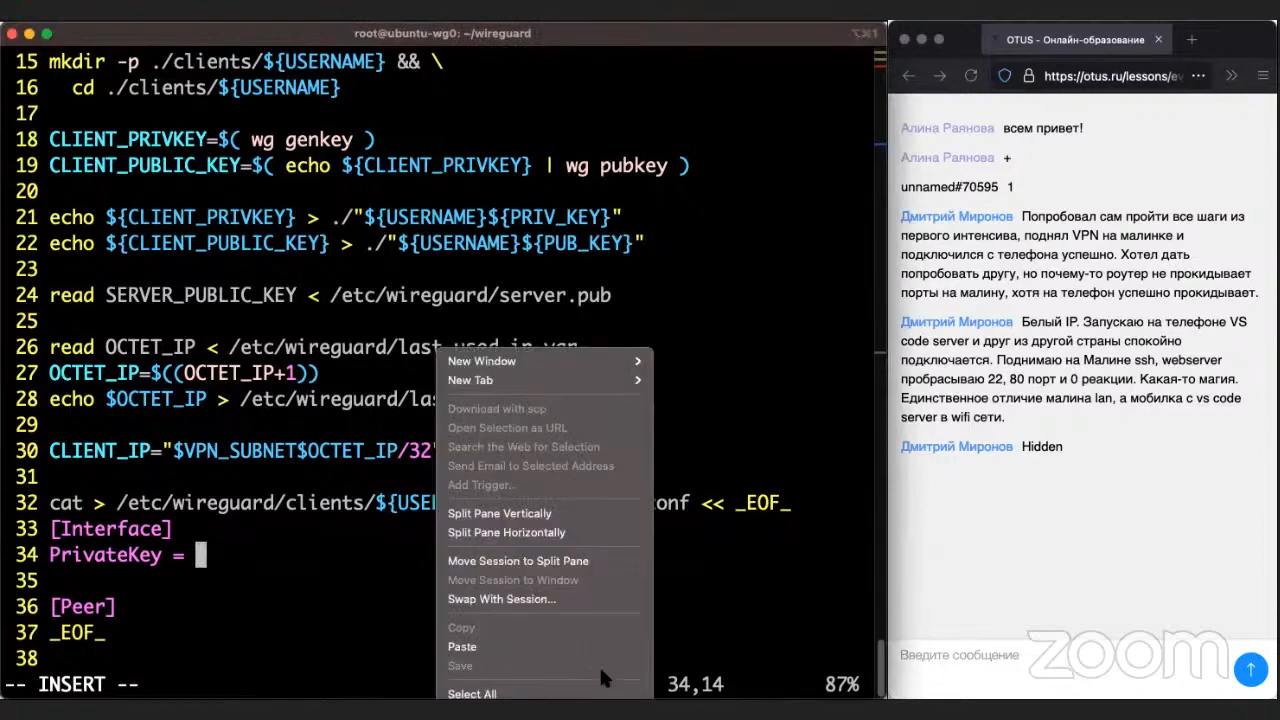 root@ubuntu-wg0: ~/wireguard
⌥⌘1
15 mkdir -p ./clients/${USERNAME} && \
16   cd ./clients/${USERNAME}
17
18 CLIENT_PRIVKEY=$( wg genkey )
19 CLIENT_PUBLIC_KEY=$( echo ${CLIENT_PRIVKEY} | wg pubkey )
20
21 echo ${CLIENT_PRIVKEY} > ./"${USERNAME}${PRIV_KEY}"
22 echo ${CLIENT_PUBLIC_KEY} > ./"${USERNAME}${PUB_KEY}"
23
24 read SERVER_PUBLIC_KEY < /etc/wireguard/server.pub
25
26 read OCTET_IP < /etc/wireguard/last_used_ip.var
27 OCTET_IP=$((OCTET_IP+1))
28 echo $OCTET_IP > /etc/wireguard/la
29
30 CLIENT_IP="$VPN_SUBNET$OCTET_IP/32"
31
32 cat > /etc/wireguard/clients/${USE onf << _EOF_
33 [Interface]
34 PrivateKey =
35
36 [Peer]
37 _EOF_
38
-- INSERT -- 34,14 87%
New Window
New Tab
Download with scp
Open Selection as URL
Search the Web for Selection
Send Email to Selected Address
Add Trigger...
Split Pane Vertically
Split Pane Horizontally
Move Session to Split Pane
Move Session to Window
Swap With Session...
Copy
Paste
Save
Select All
OTUS - Онлайн-образование
https://otus.ru/lessons/ev
Алина Раянова всем привет!
Алина Раянова +
unnamed#70595 1
Дмитрий Миронов Попробовал сам пройти все шаги из
первого интенсива, поднял VPN на малинке и
подключился с телефона успешно. Хотел дать
попробовать другу, но почему-то роутер не прокидывает
порты на малину, хотя на телефон успешно прокидывает.
Дмитрий Миронов Белый IP. Запускаю на телефоне VS
code server и друг из другой страны спокойно
подключается. Поднимаю на Малине ssh, webserver
пробрасываю 22, 80 порт и 0 реакции. Какая-то магия.
Единственное отличие малина lan, а мобилка с vs code
server в wifi сети.
Дмитрий Миронов Hidden
Введите сообщение
zoom